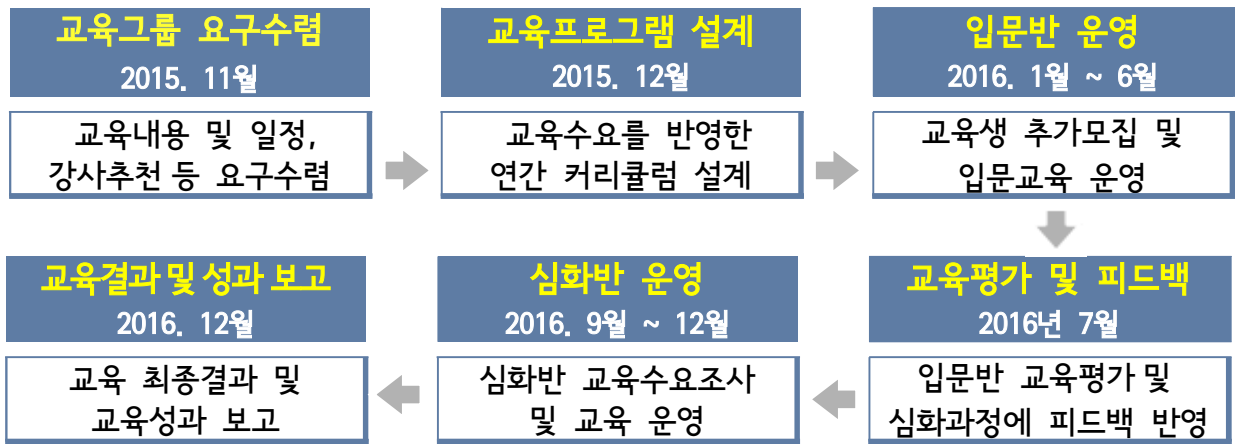 교육그룹 요구수렴
2015. 11월
교육내용 및 일정,
강사추천 등 요구수렴
교육프로그램 설계
2015. 12월
교육수요를 반영한
연간 커리큘럼 설계
입문반 운영
2016. 1월 ~ 6월
교육생 추가모집 및
입문교육 운영
교육평가 및 피드백
2016년 7월
입문반 교육평가 및
심화과정에 피드백 반영
심화반 운영
2016. 9월 ~ 12월
심화반 교육수요조사
및 교육 운영
교육결과 및 성과 보고
2016. 12월
교육 최종결과 및
교육성과 보고